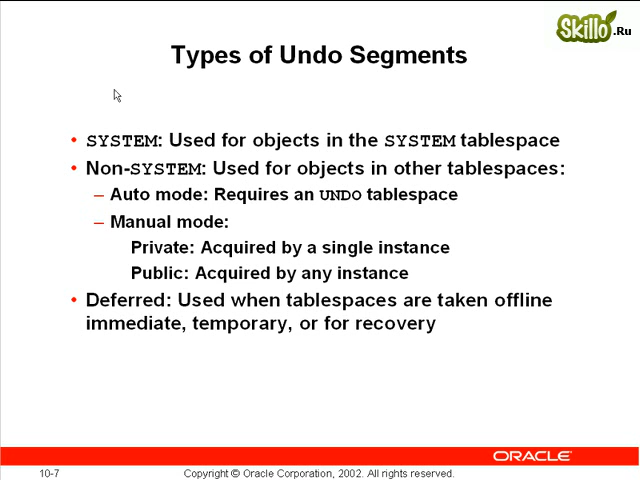 Skillo.Ru
Types of Undo Segments
• SYSTEM: Used for objects in the SYSTEM tablespace
• Non-SYSTEM: Used for objects in other tablespaces:
– Auto mode: Requires an UNDO tablespace
– Manual mode:
Private: Acquired by a single instance
Public: Acquired by any instance
• Deferred: Used when tablespaces are taken offline
immediate, temporary, or for recovery
ORACLE
10-7 Copyright © Oracle Corporation, 2002. All rights reserved.